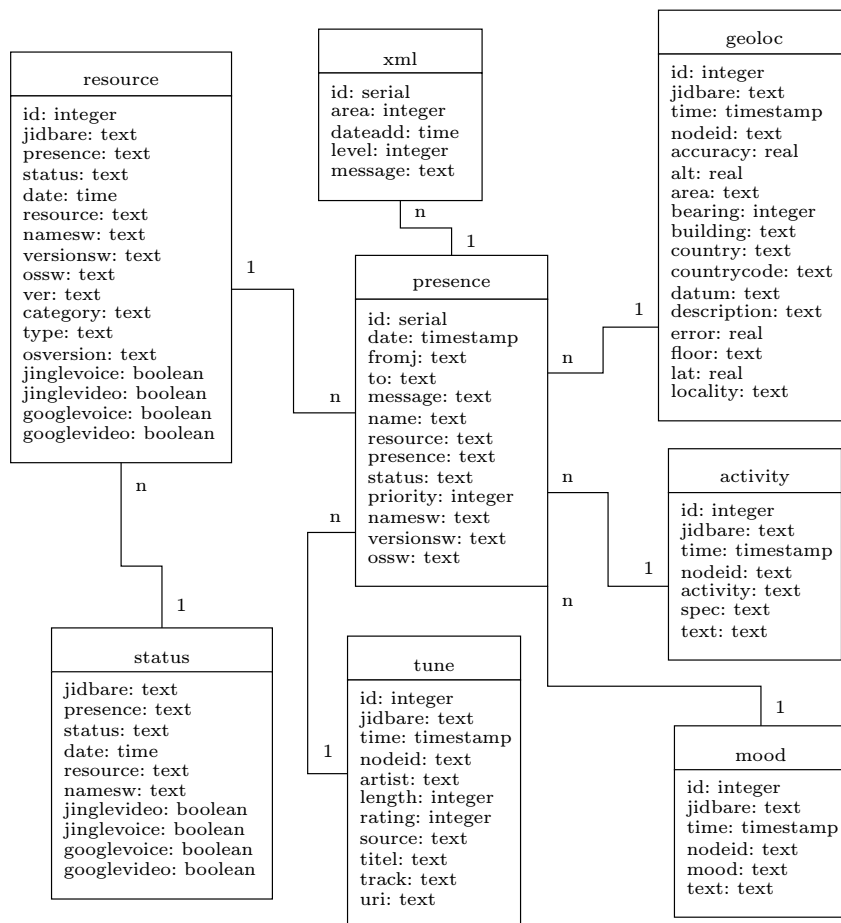 resource
id: integer
jidbare: text
presence: text
status: text
date: time
resource: text
namesw: text
versionsw: text
ossw: text
ver: text
category: text
type: text
osversion: text
jinglevoice: boolean
jinglevideo: boolean
googlevoice: boolean
googlevideo: boolean
n
1
xml
id: serial
area: integer
dateadd: time
level: integer
message: text
n
1
presence
id: serial
date: timestamp
fromj: text
to: text
message: text
name: text
resource: text
presence: text
status: text
priority: integer
namesw: text
versionsw: text
ossw: text
n
n
n
n
n
geoloc
id: integer
jidbare: text
time: timestamp
nodeid: text
accuracy: real
alt: real
area: text
bearing: integer
building: text
country: text
countrycode: text
datum: text
description: text
error: real
floor: text
lat: real
locality: text
1
activity
id: integer
jidbare: text
time: timestamp
nodeid: text
activity: text
spec: text
text: text
1
status
jidbare: text
presence: text
status: text
date: time
resource: text
namesw: text
jinglevideo: boolean
jinglevoice: boolean
googlevoice: boolean
googlevideo: boolean
1
tune
id: integer
jidbare: text
time: timestamp
nodeid: text
artist: text
length: integer
rating: integer
source: text
titel: text
track: text
uri: text
1
mood
id: integer
jidbare: text
time: timestamp
nodeid: text
mood: text
text: text
1